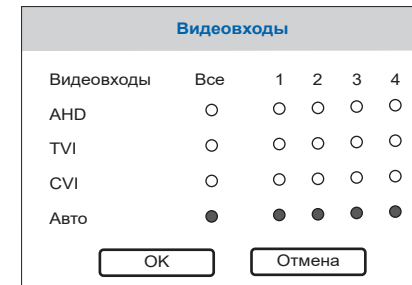 Видеовходы
Видеовходы Все 1 2 3 4
AHD
TVI
CVI
Авто
OK Отмена